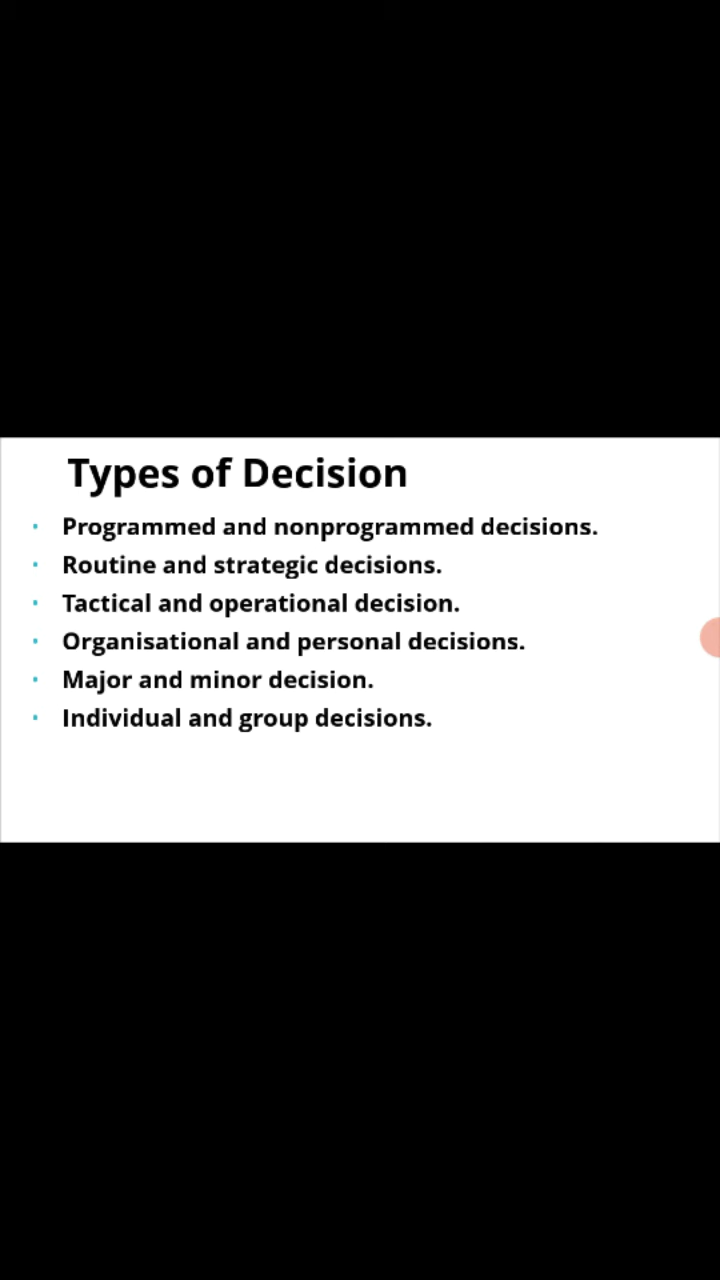 Types of Decision
· Programmed and nonprogrammed decisions.
· Routine and strategic decisions.
· Tactical and operational decision.
· Organisational and personal decisions.
· Major and minor decision.
· Individual and group decisions.